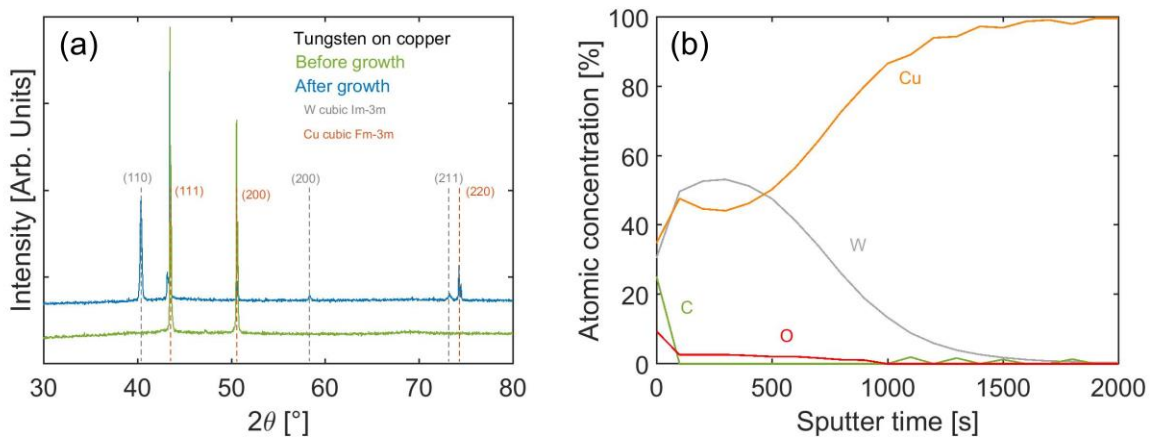 (a)
Tungsten on copper
Before growth
After growth
W cubic Im-3m
Cu cubic Fm-3m
(110)
(111)
(200)
(200)
(211)
(220)
Intensity [Arb. Units]
30 40 50 60 70 80
2θ [°]
(b)
Cu
W
C
O
Atomic concentration [%]
100
80
60
40
20
0
0 500 1000 1500 2000
Sputter time [s]